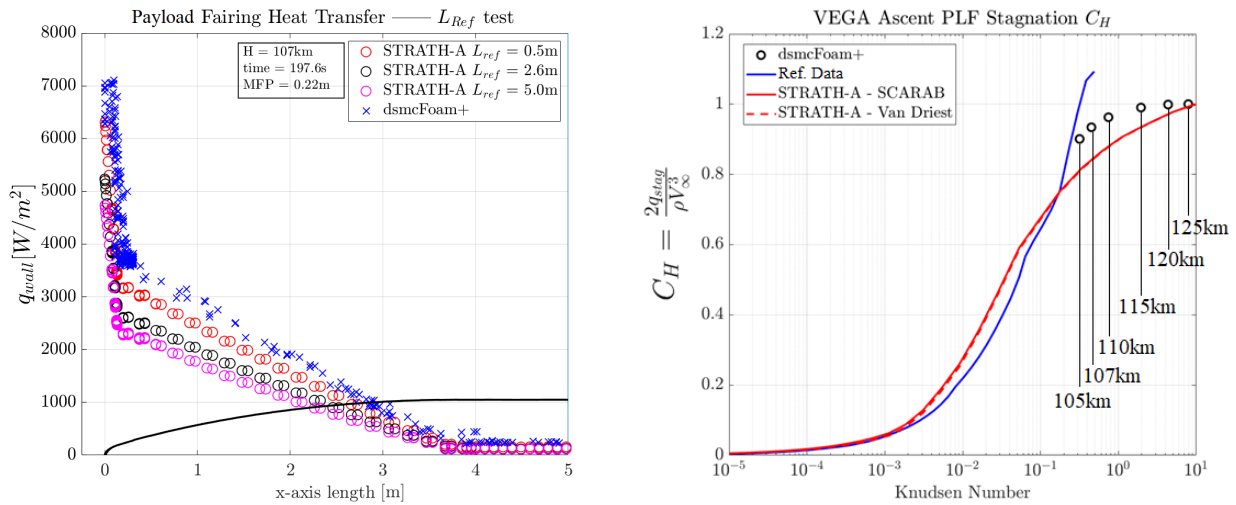 Payload Fairing Heat Transfer —— L_Ref test
8000
7000
6000
5000
4000
3000
2000
1000
0
q_wall [W/m²]
H = 107km
time = 197.6s
MFP = 0.22m
STRATH-A L_ref = 0.5m
STRATH-A L_ref = 2.6m
STRATH-A L_ref = 5.0m
dsmcFoam+
0 1 2 3 4 5
x-axis length [m]
VEGA Ascent PLF Stagnation C_H
1.2
1
0.8
0.6
0.4
0.2
0
C_H = 2q_stag / ρV_∞³
dsmcFoam+
Ref. Data
STRATH-A - SCARAB
STRATH-A - Van Driest
125km
120km
115km
110km
107km
105km
10⁻⁵ 10⁻⁴ 10⁻³ 10⁻² 10⁻¹ 10⁰ 10¹
Knudsen Number